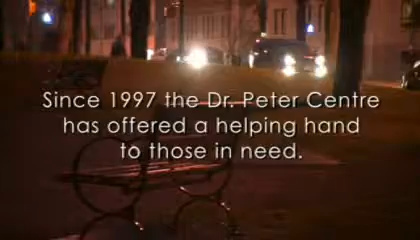 Since 1997 the Dr. Peter Centre
has offered a helping hand
to those in need.